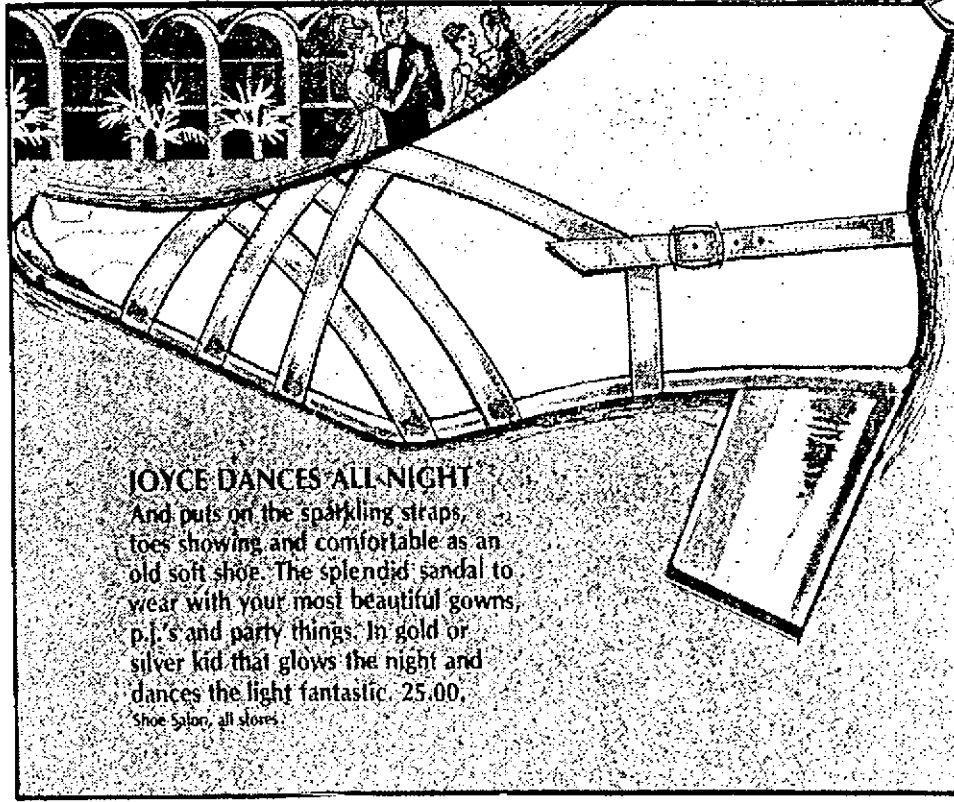 JOYCE DANCES ALL NIGHT
And puts on the sparkling straps,
toes showing and comfortable as an
old soft shoe. The splendid sandal to
wear with your most beautiful gowns,
p.j.'s and party things. In gold or
silver kid that glows the night and
dances the light fantastic. 25.00.
Shoe Salon, all stores.